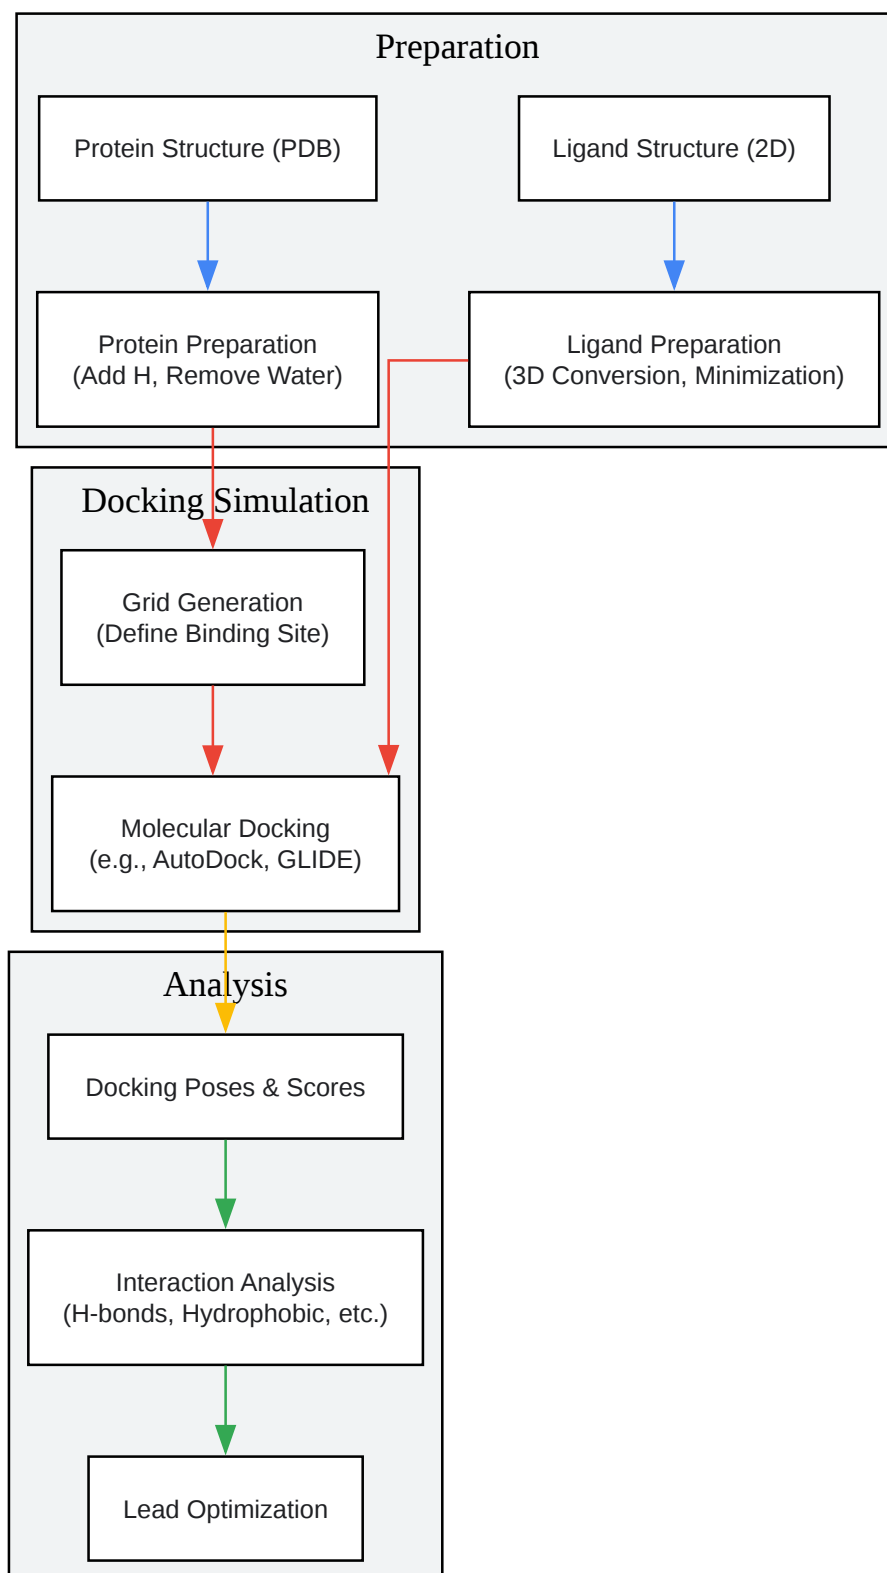 Preparation
Protein Structure (PDB)
Ligand Structure (2D)
Protein Preparation
(Add H, Remove Water)
Ligand Preparation
(3D Conversion, Minimization)
Docking Simulation
Grid Generation
(Define Binding Site)
Molecular Docking
(e.g., AutoDock, GLIDE)
Analysis
Docking Poses & Scores
Interaction Analysis
(H-bonds, Hydrophobic, etc.)
Lead Optimization